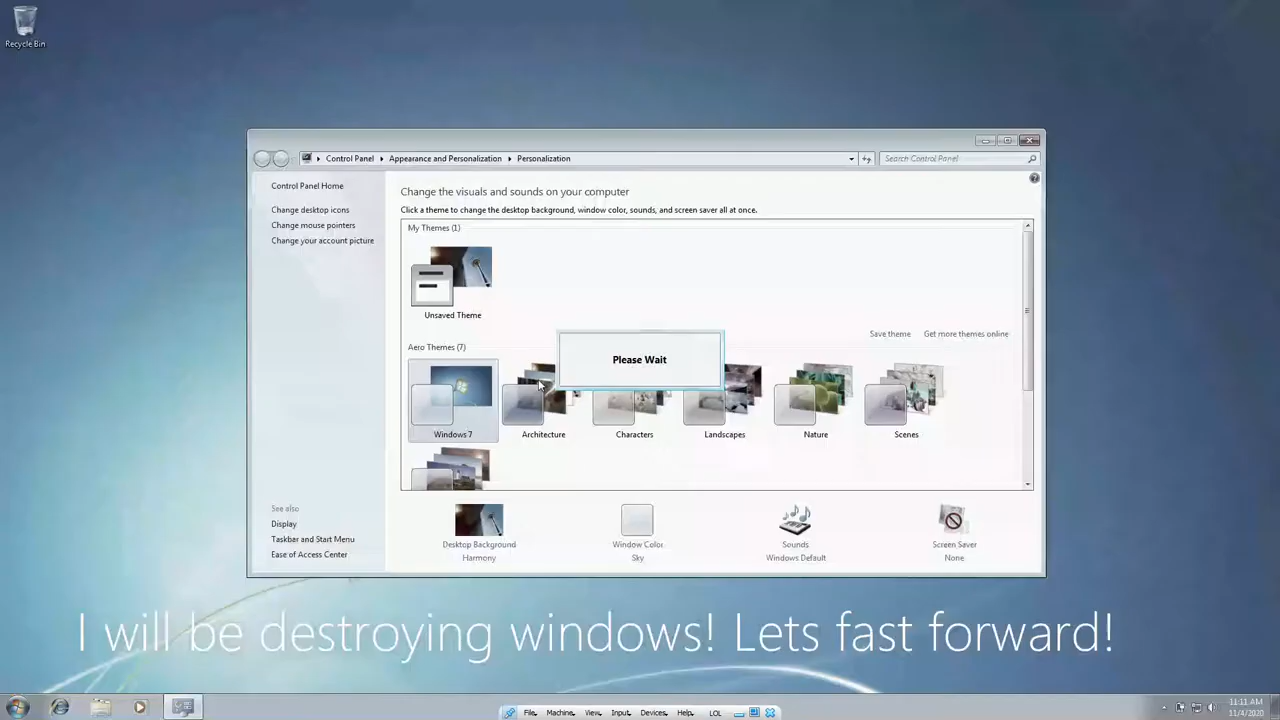 Recycle Bin
Control Panel
Appearance and Personalization
Personalization
Search Control Panel
Control Panel Home
Change desktop icons
Change mouse pointers
Change your account picture
See also
Display
Taskbar and Start Menu
Ease of Access Center
Change the visuals and sounds on your computer
Click a theme to change the desktop background, window color, sounds, and screen saver all at once.
My Themes (1)
Unsaved Theme
Save theme
Get more themes online
Aero Themes (7)
Please Wait
Windows 7
Architecture
Characters
Landscapes
Nature
Scenes
Desktop Background
Harmony
Window Color
Sky
Sounds
Windows Default
Screen Saver
None
I will be destroying windows! Lets fast forward!
File
Machine
View
Input
Devices
Help
LOL
11:11 AM
11/4/2020